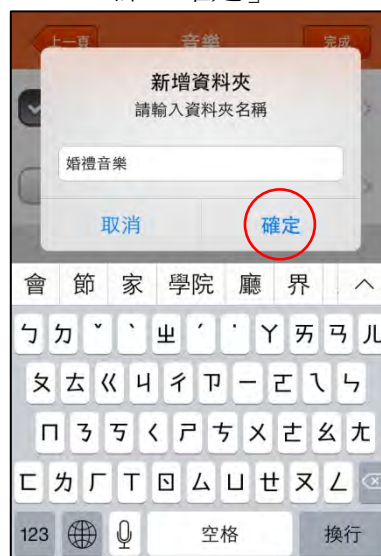 上一頁 音樂 完成
新增資料夾
請輸入資料夾名稱
婚禮音樂
取消 確定
會 節 家 學院 廳 界
ㄅ ㄉ ˇ ˋ ㄓ ˊ ˙ ㄚ ㄞ ㄢ ㄦ
ㄆ ㄊ ㄍ ㄐ ㄔ ㄗ ㄧ ㄛ ㄟ ㄣ
ㄇ ㄋ ㄎ ㄑ ㄕ ㄘ ㄨ ㄜ ㄠ ㄤ
ㄈ ㄌ ㄏ ㄒ ㄖ ㄙ ㄩ ㄝ ㄡ ㄥ
123 空格 換行